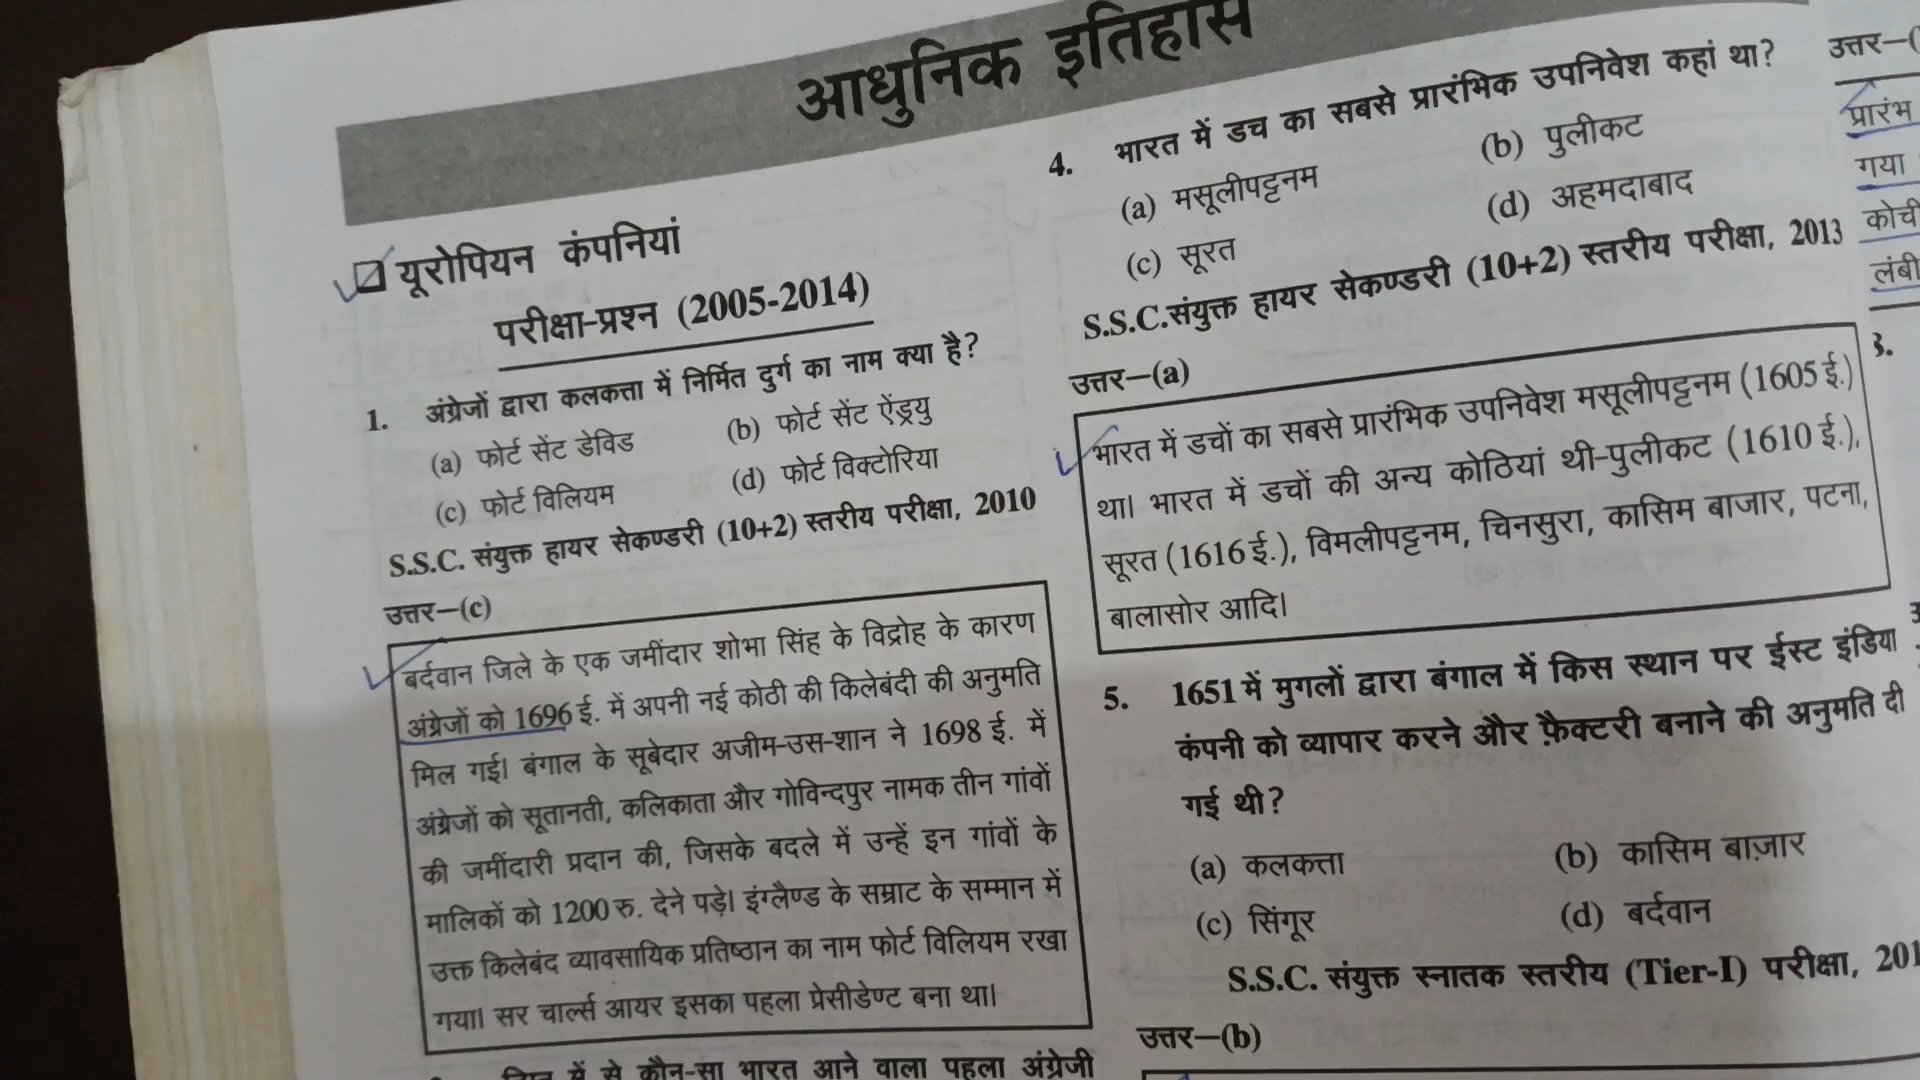 आधुनिक इतिहास
यूरोपियन कंपनियां
परीक्षा-प्रश्न (2005-2014)
1. अंग्रेजों द्वारा कलकत्ता में निर्मित दुर्ग का नाम क्या है?
(a) फोर्ट सेंट डेविड (b) फोर्ट सेंट ऐंड्रयु
(c) फोर्ट विलियम (d) फोर्ट विक्टोरिया
S.S.C. संयुक्त हायर सेकण्डरी (10+2) स्तरीय परीक्षा, 2010
उत्तर–(c)
बर्दवान जिले के एक जमींदार शोभा सिंह के विद्रोह के कारण
अंग्रेजों को 1696 ई. में अपनी नई कोठी की किलेबंदी की अनुमति
मिल गई। बंगाल के सूबेदार अजीम-उस-शान ने 1698 ई. में
अंग्रेजों को सूतानती, कलिकाता और गोविन्दपुर नामक तीन गांवों
की जमींदारी प्रदान की, जिसके बदले में उन्हें इन गांवों के
मालिकों को 1200 रु. देने पड़े। इंग्लैण्ड के सम्राट के सम्मान में
उक्त किलेबंद व्यावसायिक प्रतिष्ठान का नाम फोर्ट विलियम रखा
गया। सर चार्ल्स आयर इसका पहला प्रेसीडेण्ट बना था।
में से कौन-सा भारत आने वाला पहला अंग्रेजी
4. भारत में डच का सबसे प्रारंभिक उपनिवेश कहां था?
(a) मसूलीपट्टनम (b) पुलीकट
(c) सूरत (d) अहमदाबाद
S.S.C.संयुक्त हायर सेकण्डरी (10+2) स्तरीय परीक्षा, 2013
उत्तर–(a)
भारत में डचों का सबसे प्रारंभिक उपनिवेश मसूलीपट्टनम (1605 ई.)
था। भारत में डचों की अन्य कोठियां थी-पुलीकट (1610 ई.),
सूरत (1616 ई.), विमलीपट्टनम, चिनसुरा, कासिम बाजार, पटना,
बालासोर आदि।
5. 1651 में मुगलों द्वारा बंगाल में किस स्थान पर ईस्ट इंडिया
कंपनी को व्यापार करने और फ़ैक्टरी बनाने की अनुमति दी
गई थी?
(a) कलकत्ता (b) कासिम बाज़ार
(c) सिंगूर (d) बर्दवान
S.S.C. संयुक्त स्नातक स्तरीय (Tier-I) परीक्षा, 201
उत्तर–(b)
उत्तर–(
प्रारंभ
गया
कोची
लंबी
3.